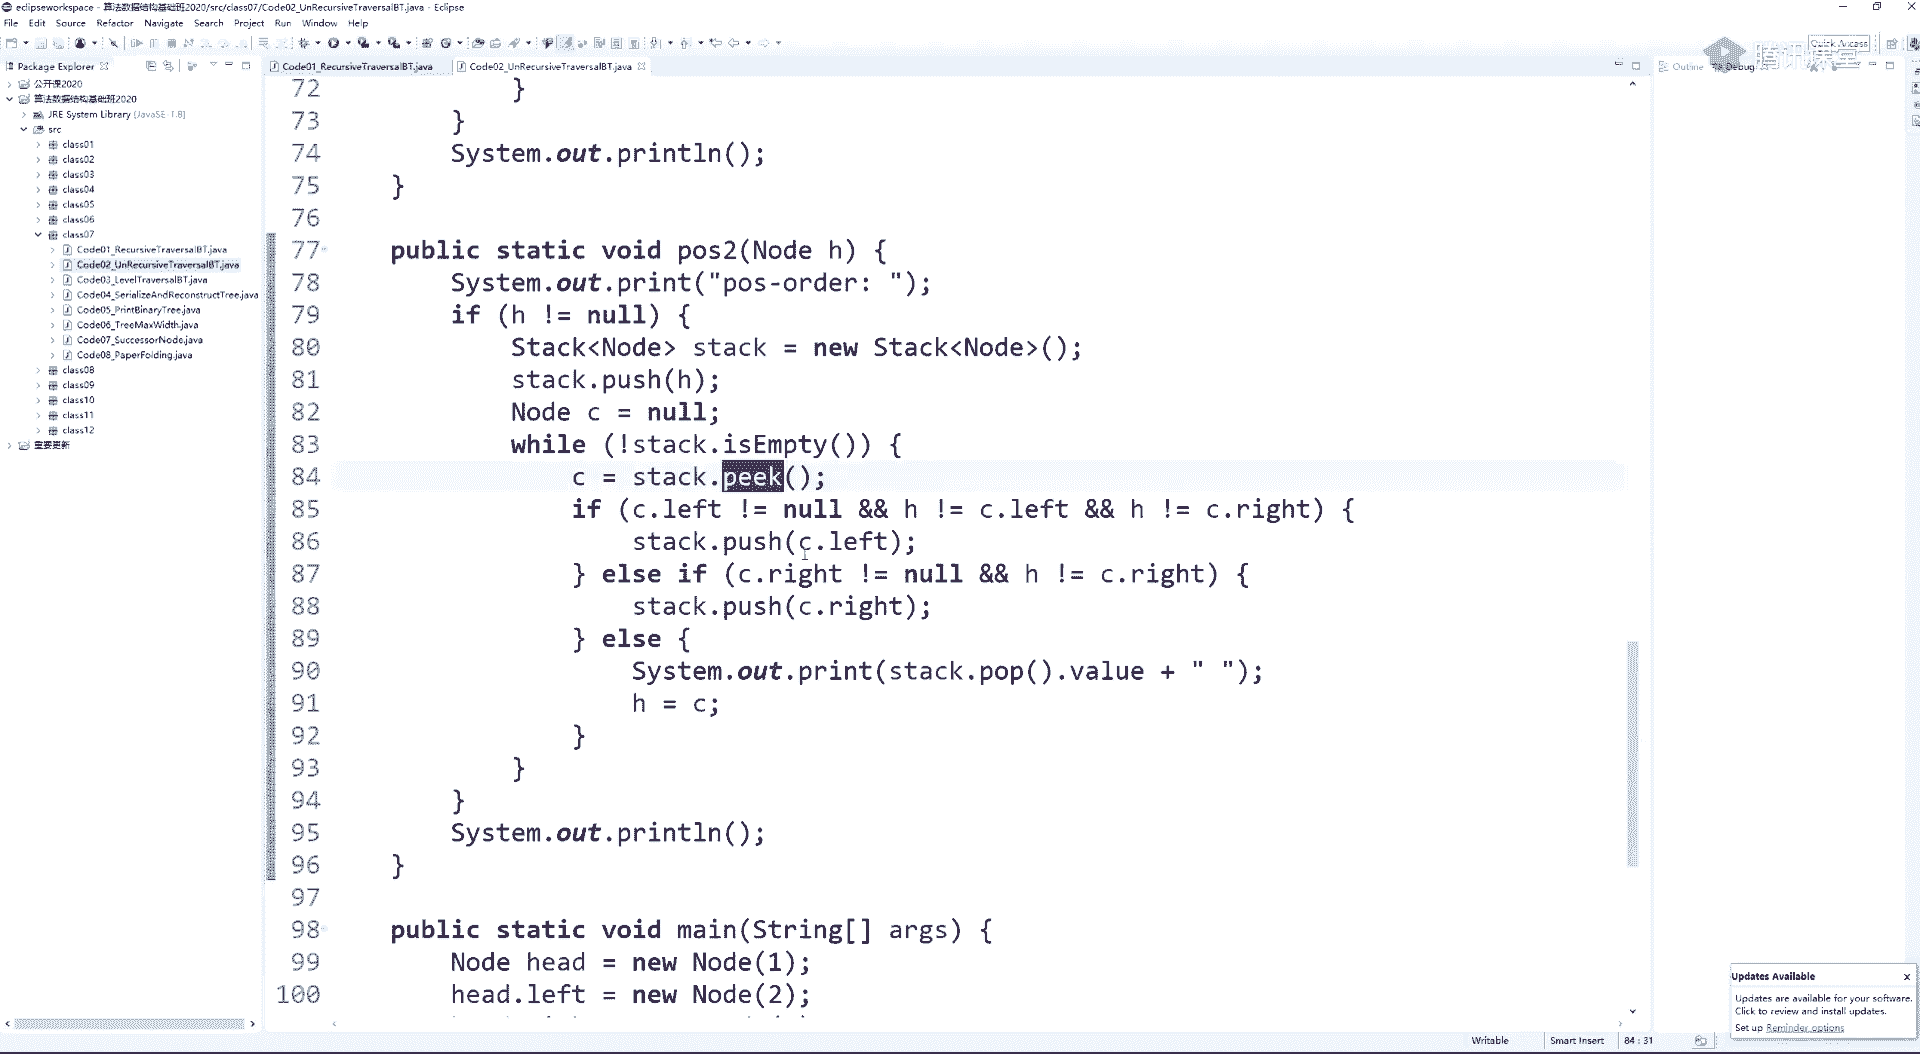 eclipseworkspace - 算法数据结构基础班2020/src/class07/Code02_UnRecursiveTraversalBT.java - Eclipse
File Edit Source Refactor Navigate Search Project Run Window Help
Quick Access
Package Explorer
Code01_RecursiveTraversalBT.java
Code02_UnRecursiveTraversalBT.java
Outline
Debug
公开课2020
算法数据结构基础班2020
JRE System Library [JavaSE-1.8]
src
class01
class02
class03
class04
class05
class06
class07
Code01_RecursiveTraversalBT.java
Code02_UnRecursiveTraversalBT.java
Code03_LevelTraversalBT.java
Code04_SerializeAndReconstructTree.java
Code05_PrintBinaryTree.java
Code06_TreeMaxWidth.java
Code07_SuccessorNode.java
Code08_PaperFolding.java
class08
class09
class10
class11
class12
重要更新
72 }
73 }
74 System.out.println();
75 }
76
77 public static void pos2(Node h) {
78 System.out.print("pos-order: ");
79 if (h != null) {
80 Stack<Node> stack = new Stack<Node>();
81 stack.push(h);
82 Node c = null;
83 while (!stack.isEmpty()) {
84 c = stack.peek();
85 if (c.left != null && h != c.left && h != c.right) {
86 stack.push(c.left);
87 } else if (c.right != null && h != c.right) {
88 stack.push(c.right);
89 } else {
90 System.out.print(stack.pop().value + " ");
91 h = c;
92 }
93 }
94 }
95 System.out.println();
96 }
97
98 public static void main(String[] args) {
99 Node head = new Node(1);
100 head.left = new Node(2);
Updates Available
Updates are available for your software.
Click to review and install updates.
Set up Reminder options
Writable
Smart Insert
84 : 31